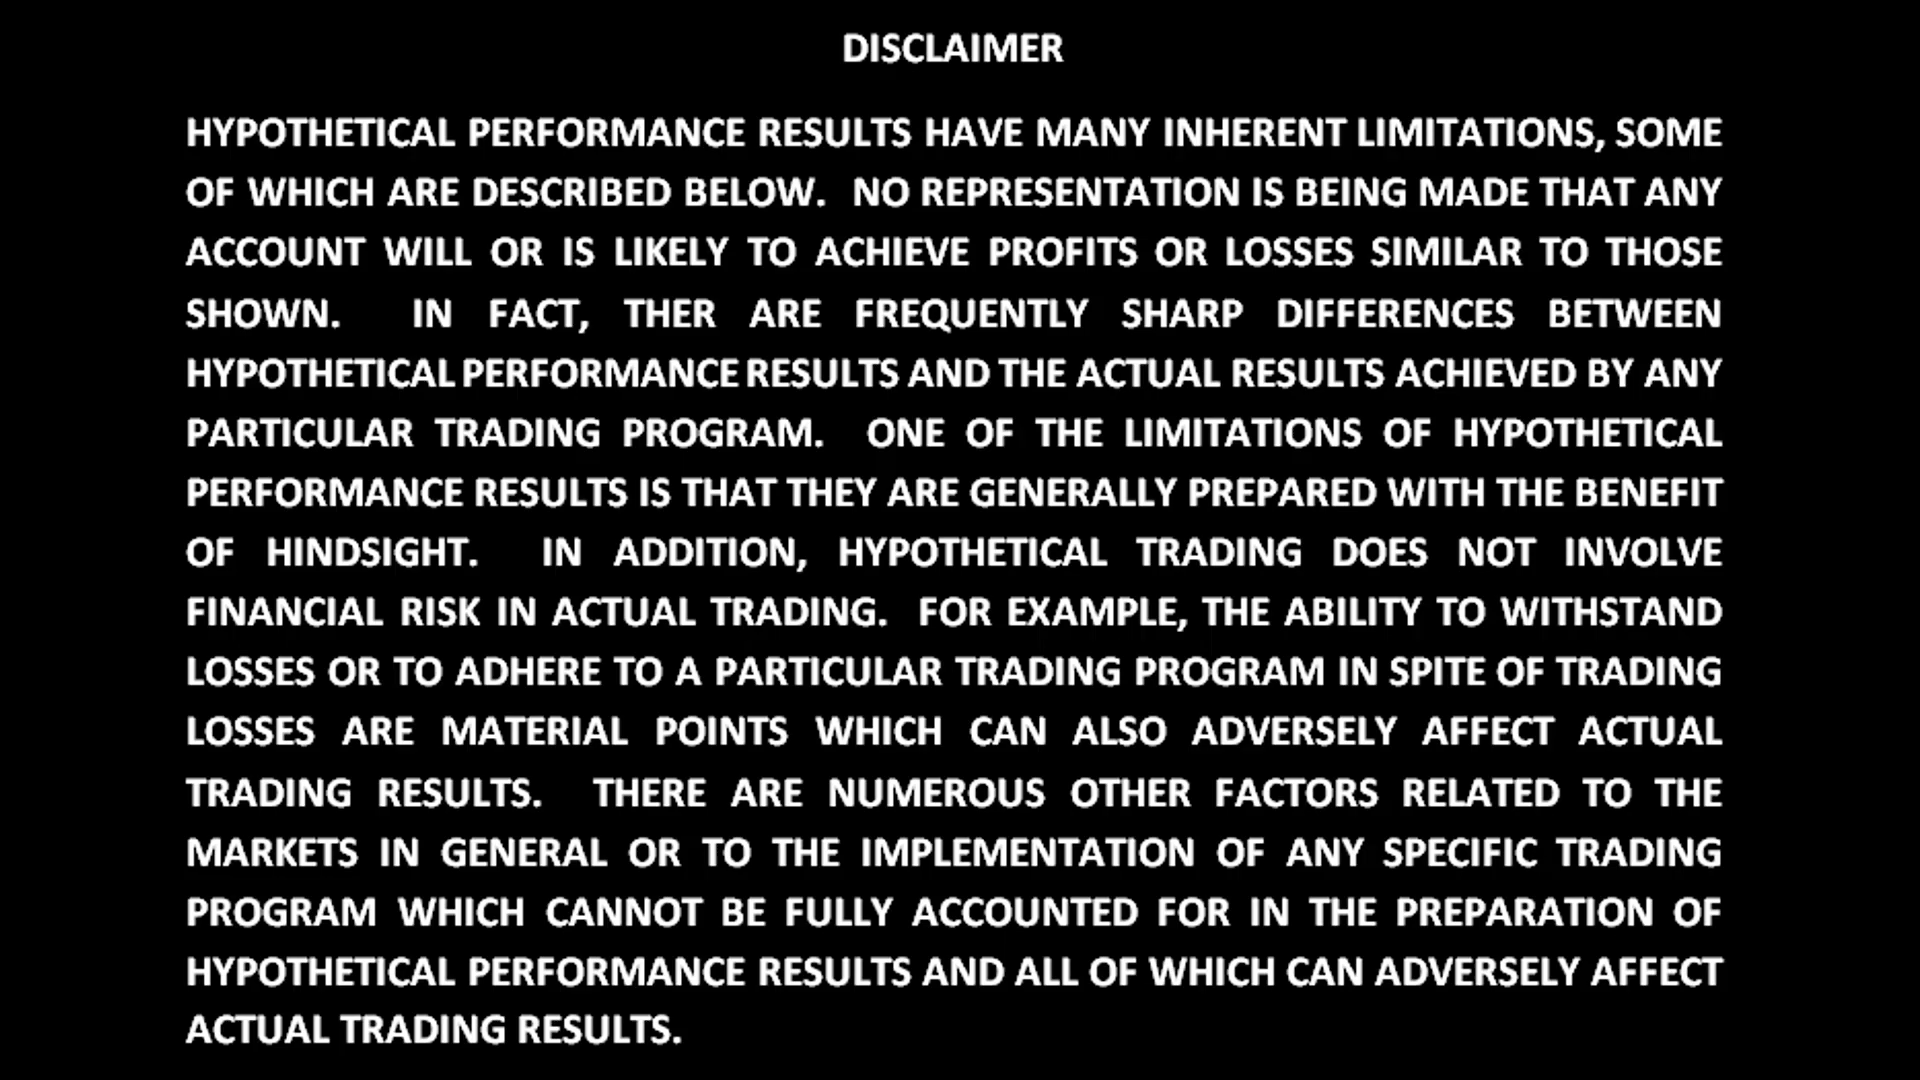 DISCLAIMER
HYPOTHETICAL PERFORMANCE RESULTS HAVE MANY INHERENT LIMITATIONS, SOME
OF WHICH ARE DESCRIBED BELOW. NO REPRESENTATION IS BEING MADE THAT ANY
ACCOUNT WILL OR IS LIKELY TO ACHIEVE PROFITS OR LOSSES SIMILAR TO THOSE
SHOWN. IN FACT, THER ARE FREQUENTLY SHARP DIFFERENCES BETWEEN
HYPOTHETICAL PERFORMANCE RESULTS AND THE ACTUAL RESULTS ACHIEVED BY ANY
PARTICULAR TRADING PROGRAM. ONE OF THE LIMITATIONS OF HYPOTHETICAL
PERFORMANCE RESULTS IS THAT THEY ARE GENERALLY PREPARED WITH THE BENEFIT
OF HINDSIGHT. IN ADDITION, HYPOTHETICAL TRADING DOES NOT INVOLVE
FINANCIAL RISK IN ACTUAL TRADING. FOR EXAMPLE, THE ABILITY TO WITHSTAND
LOSSES OR TO ADHERE TO A PARTICULAR TRADING PROGRAM IN SPITE OF TRADING
LOSSES ARE MATERIAL POINTS WHICH CAN ALSO ADVERSELY AFFECT ACTUAL
TRADING RESULTS. THERE ARE NUMEROUS OTHER FACTORS RELATED TO THE
MARKETS IN GENERAL OR TO THE IMPLEMENTATION OF ANY SPECIFIC TRADING
PROGRAM WHICH CANNOT BE FULLY ACCOUNTED FOR IN THE PREPARATION OF
HYPOTHETICAL PERFORMANCE RESULTS AND ALL OF WHICH CAN ADVERSELY AFFECT
ACTUAL TRADING RESULTS.